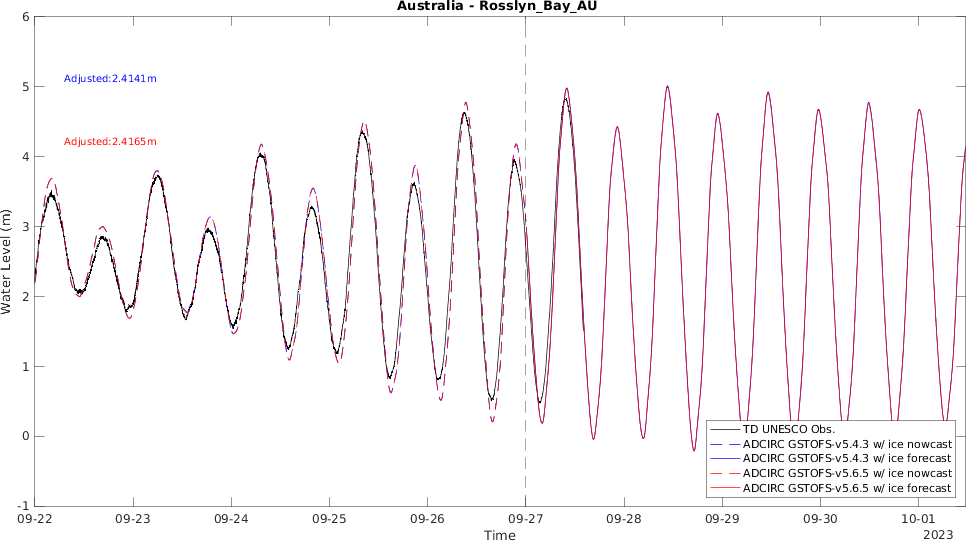 Australia - Rosslyn_Bay_AU
6
5
4
3
2
1
0
-1
Water Level (m)
Adjusted:2.4141m
Adjusted:2.4165m
TD UNESCO Obs.
ADCIRC GSTOFS-v5.4.3 w/ ice nowcast
ADCIRC GSTOFS-v5.4.3 w/ ice forecast
ADCIRC GSTOFS-v5.6.5 w/ ice nowcast
ADCIRC GSTOFS-v5.6.5 w/ ice forecast
09-22 09-23 09-24 09-25 09-26 09-27 09-28 09-29 09-30 10-01
Time
2023